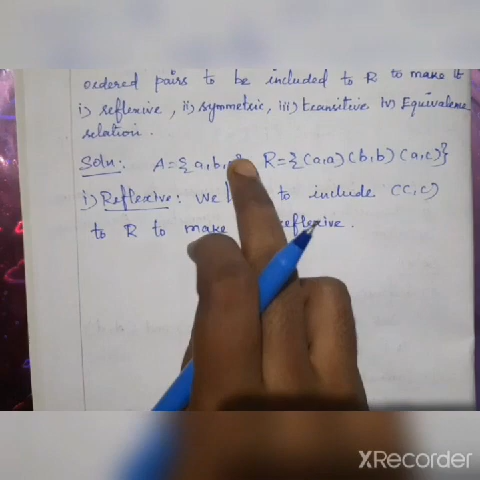 ordered pairs to be included to R to make it
i) reflexive, ii) symmetric, iii) transitive iv) Equivalence
relation.
Soln: A={a,b, R={(a,a) (b,b) (a,c)}
i) Reflexive: We to include (c,c)
to R to make reflexive.
XRecorder